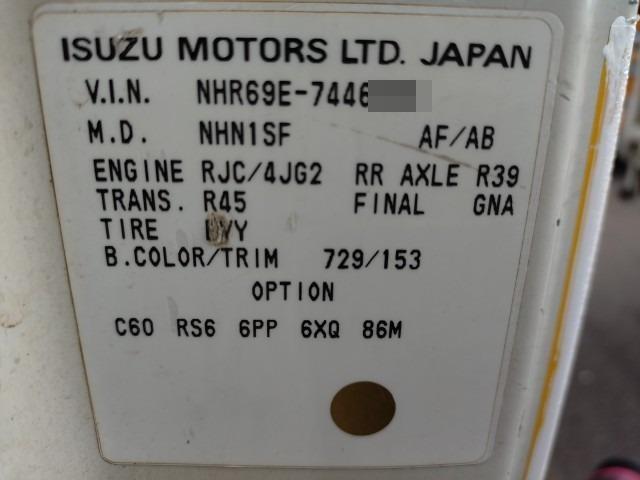 ISUZU MOTORS LTD. JAPAN
V.I.N. NHR69E-7446
M.D. NHN1SF AF/AB
ENGINE RJC/4JG2 RR AXLE R39
TRANS. R45 FINAL GNA
TIRE
B.COLOR/TRIM 729/153
OPTION
C60 RS6 6PP 6XQ 86M